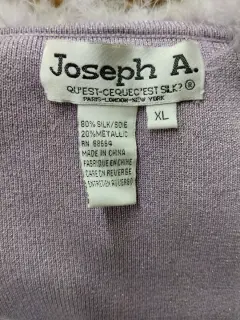 Joseph A.
QU'EST-CEQUEC'EST SILK?®
PARIS-LONDON-NEW YORK
XL
80% SILK/SOIE
20% METALLIC
RN 88664
MADE IN CHINA
FABRIQUE EN CHINE
CARE ON REVERSE